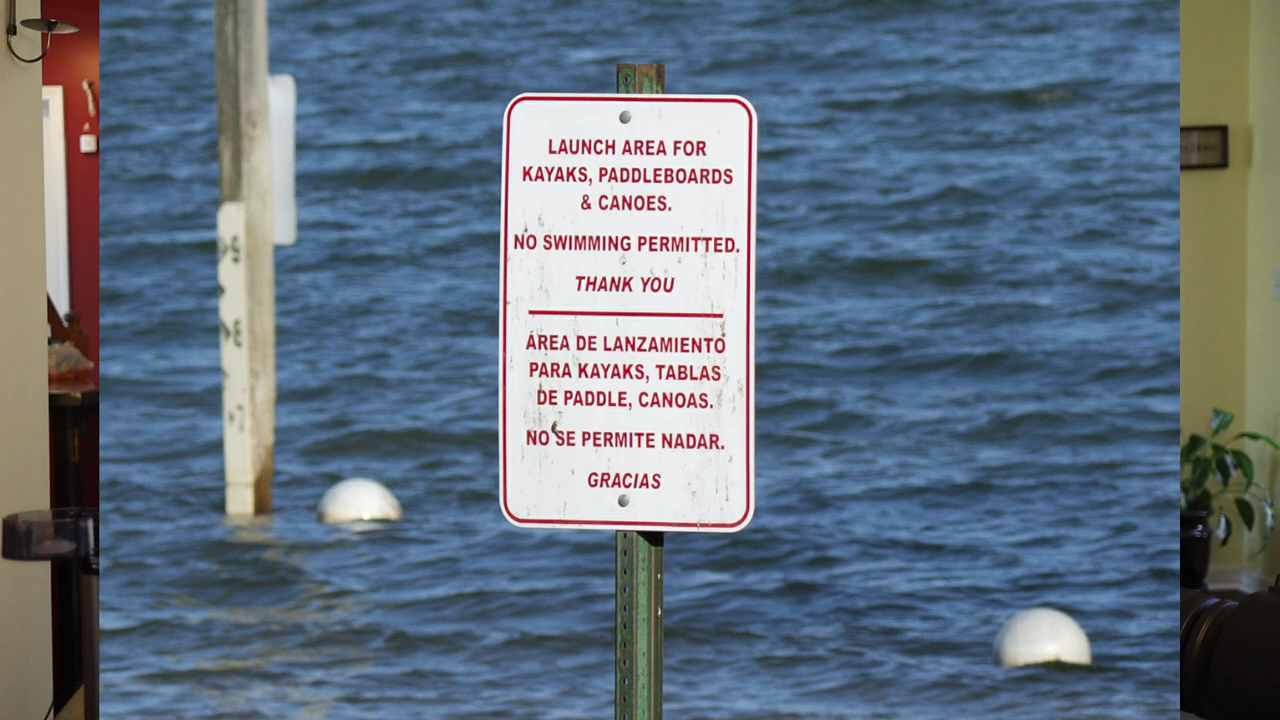 LAUNCH AREA FOR
KAYAKS, PADDLEBOARDS
& CANOES.
NO SWIMMING PERMITTED.
THANK YOU
ÁREA DE LANZAMIENTO
PARA KAYAKS, TABLAS
DE PADDLE, CANOAS.
NO SE PERMITE NADAR.
GRACIAS